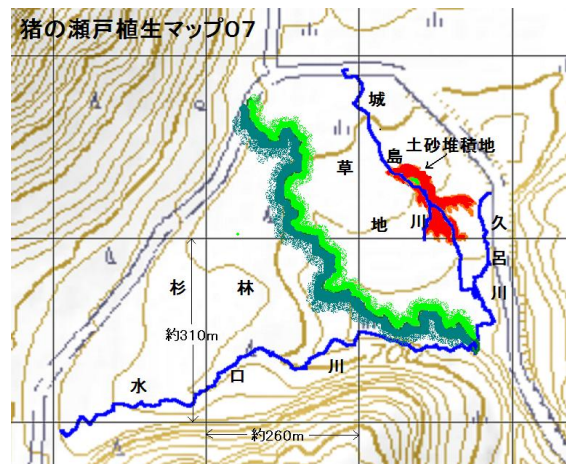 猪の瀬戸植生マップ07
城島川
土砂堆積地
草地
久呂川
杉林
約310m
水口川
700
約260m